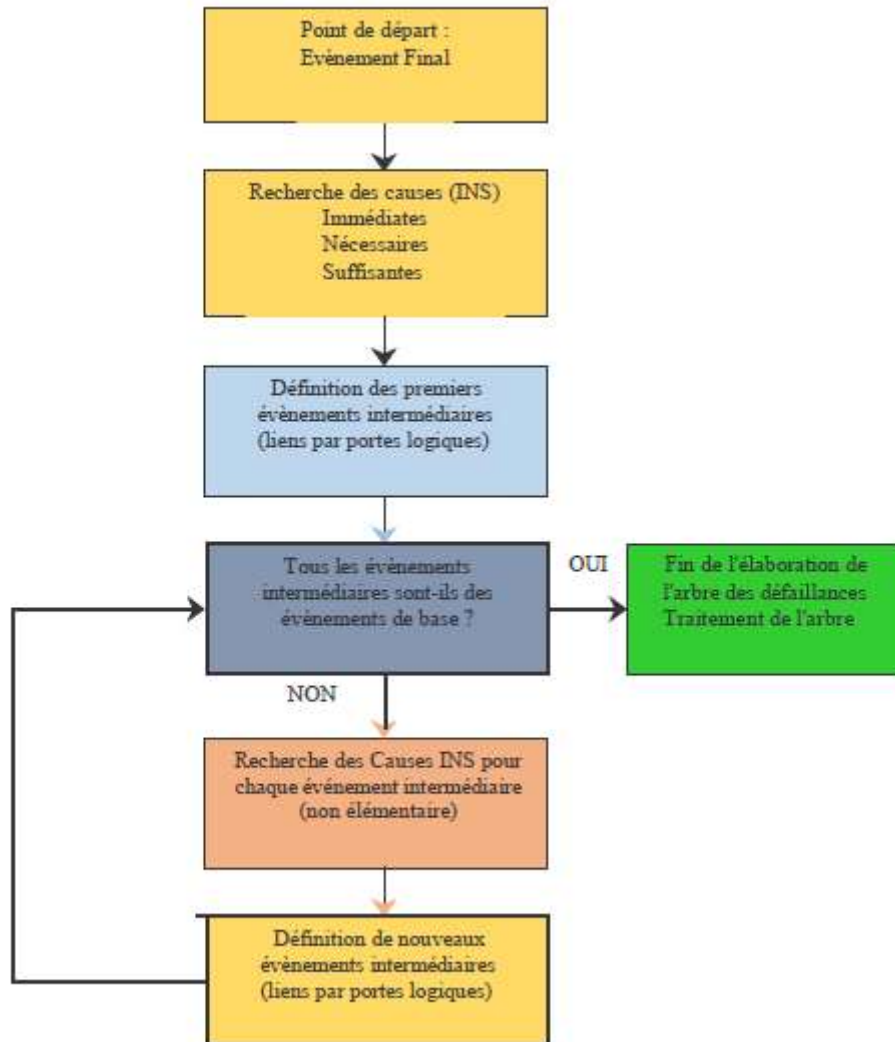 Point de départ :
Evènement Final
Recherche des causes (INS)
Immédiates
Nécessaires
Suffisantes
Définition des premiers
évènements intermédiaires
(liens par portes logiques)
Tous les évènements
intermédiaires sont-ils des
évènements de base ?
OUI
Fin de l'élaboration de
l'arbre des défaillances
Traitement de l'arbre
NON
Recherche des Causes INS pour
chaque événement intermédiaire
(non élémentaire)
Définition de nouveaux
évènements intermédiaires
(liens par portes logiques)